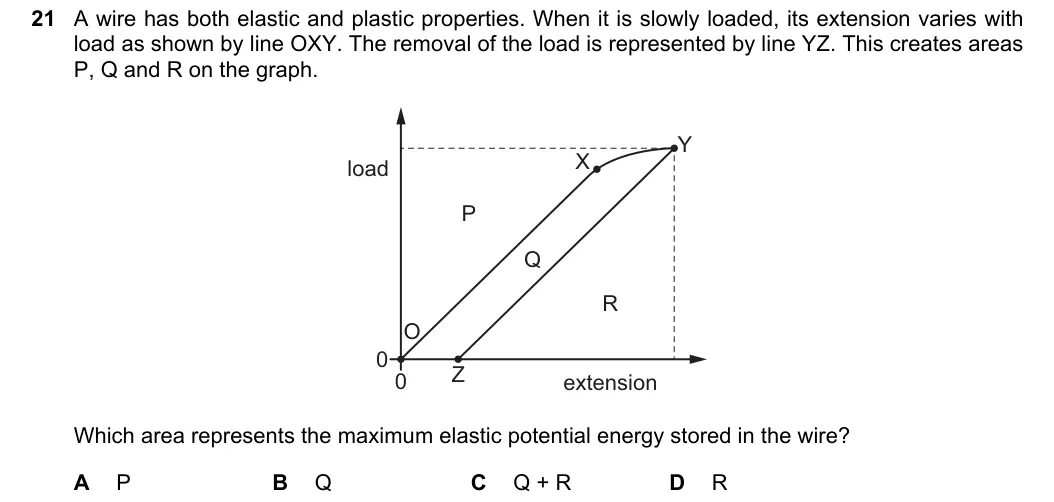 21 A wire has both elastic and plastic properties. When it is slowly loaded, its extension varies with
load as shown by line OXY. The removal of the load is represented by line YZ. This creates areas
P, Q and R on the graph.
Y
X
load
P
Q
R
O
0
0
Z
extension
Which area represents the maximum elastic potential energy stored in the wire?
A P B Q C Q + R D R